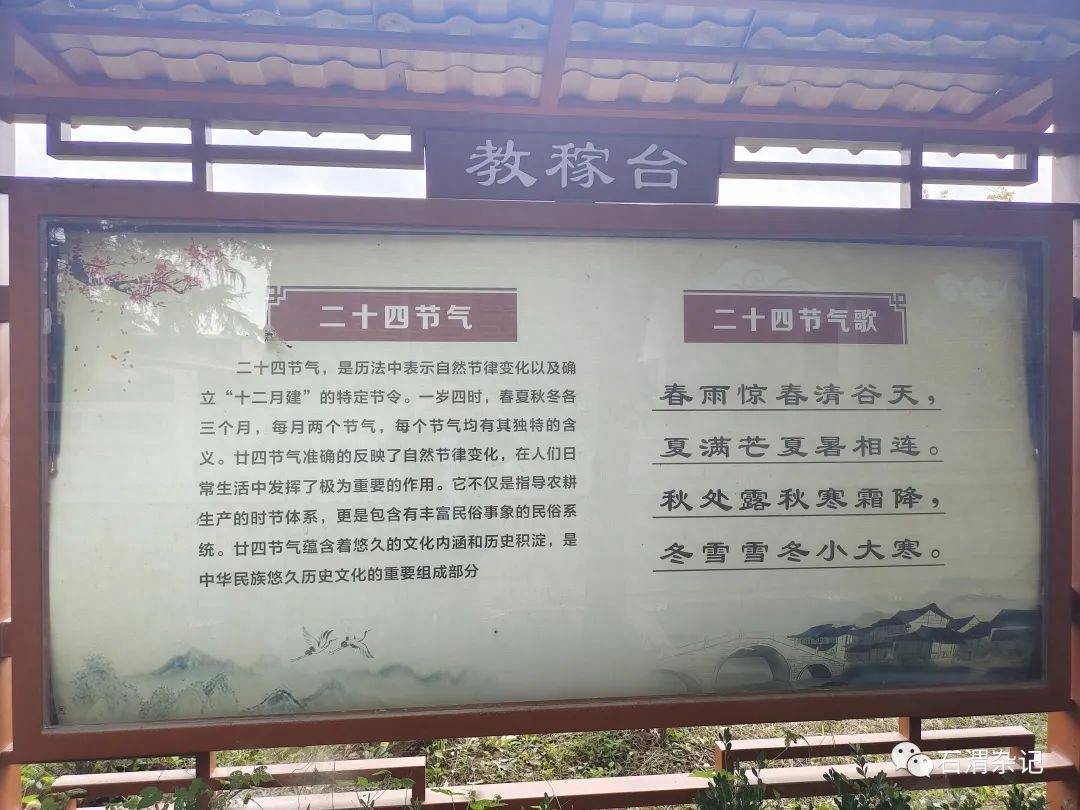 教稼台
二十四节气
二十四节气，是历法中表示自然节律变化以及确
立“十二月建”的特定节令。一岁四时，春夏秋冬各
三个月，每月两个节气，每个节气均有其独特的含
义。廿四节气准确的反映了自然节律变化，在人们日
常生活中发挥了极为重要的作用。它不仅是指导农耕
生产的时节体系，更是包含有丰富民俗事象的民俗系
统。廿四节气蕴含着悠久的文化内涵和历史积淀，是
中华民族悠久历史文化的重要组成部分
二十四节气歌
春雨惊春清谷天，
夏满芒夏暑相连。
秋处露秋寒霜降，
冬雪雪冬小大寒。
石渭杂记